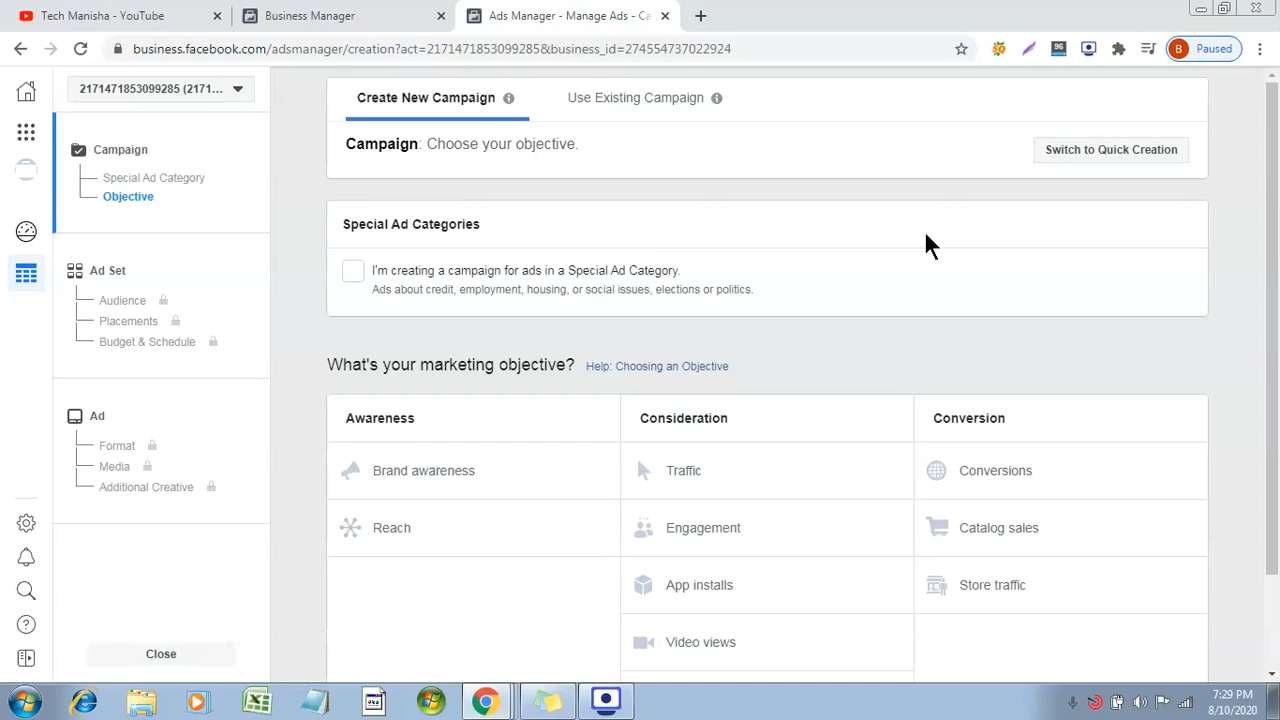 Tech Manisha - YouTube
Business Manager
Ads Manager - Manage Ads - Ca
business.facebook.com/adsmanager/creation?act=2171471853099285&business_id=274554737022924
96
B Paused
2171471853099285 (2171...
Campaign
Special Ad Category
Objective
Ad Set
Audience
Placements
Budget & Schedule
Ad
Format
Media
Additional Creative
Close
Create New Campaign
Use Existing Campaign
Campaign: Choose your objective.
Switch to Quick Creation
Special Ad Categories
I'm creating a campaign for ads in a Special Ad Category.
Ads about credit, employment, housing, or social issues, elections or politics.
What's your marketing objective? Help: Choosing an Objective
Awareness
Consideration
Conversion
Brand awareness
Traffic
Conversions
Reach
Engagement
Catalog sales
App installs
Store traffic
Video views
7:29 PM
8/10/2020